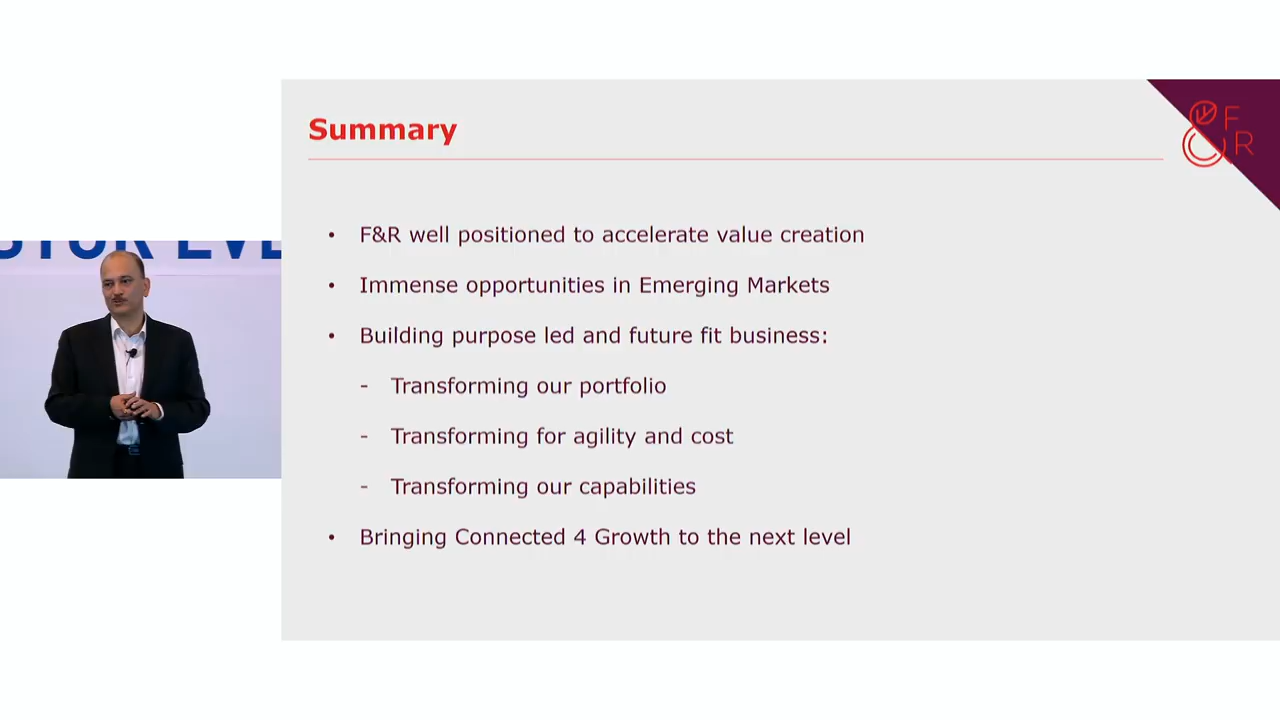 Summary
F&R
• F&R well positioned to accelerate value creation
• Immense opportunities in Emerging Markets
• Building purpose led and future fit business:
- Transforming our portfolio
- Transforming for agility and cost
- Transforming our capabilities
• Bringing Connected 4 Growth to the next level